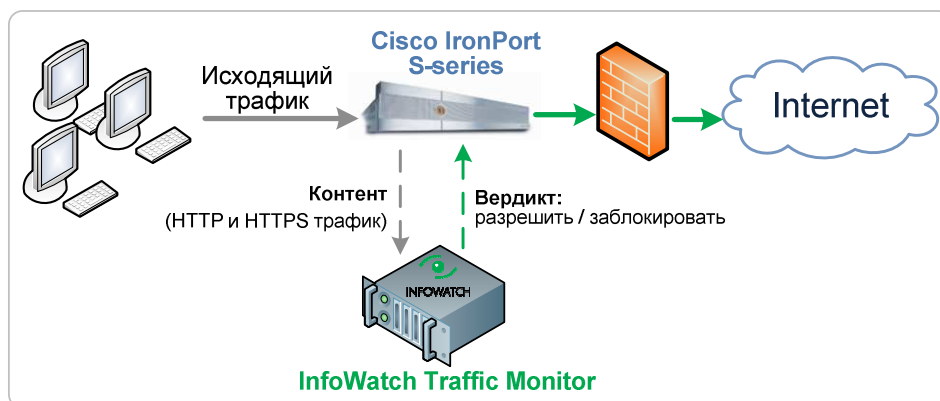 Cisco IronPort
S-series
Исходящий
трафик
Internet
Контент
(HTTP и HTTPS трафик)
Вердикт:
разрешить / заблокировать
INFOWATCH
InfoWatch Traffic Monitor